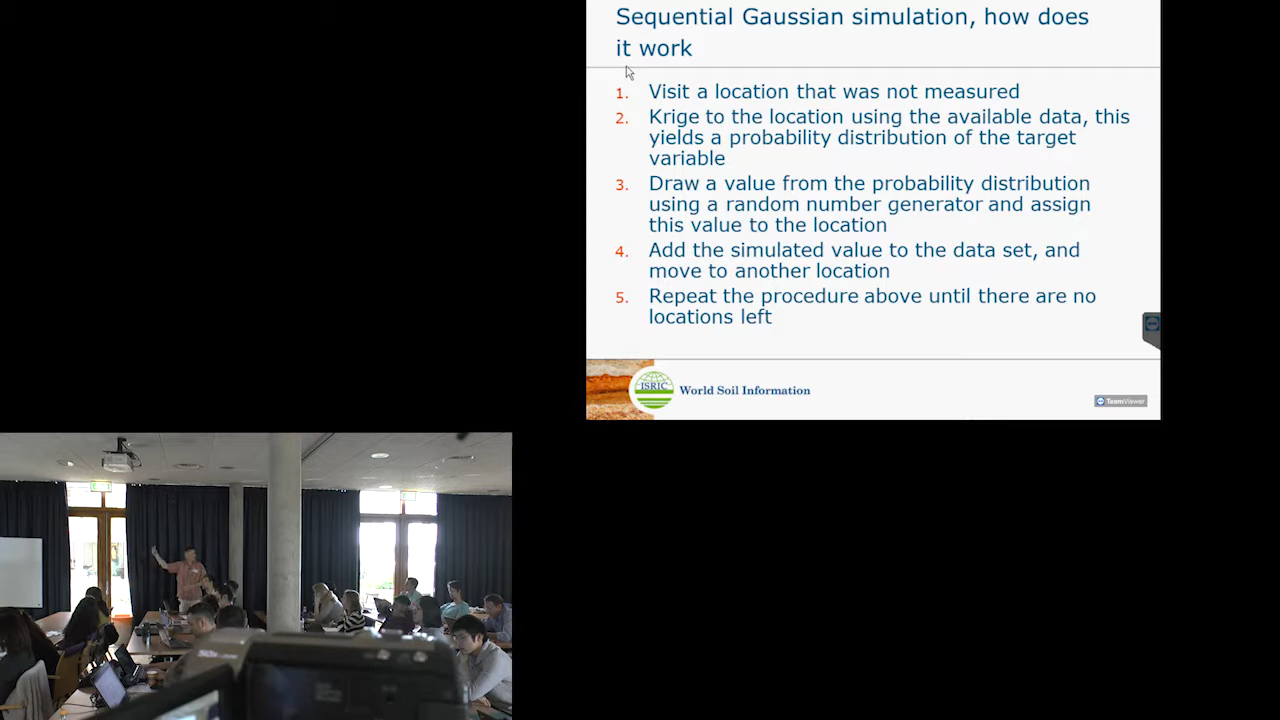 Sequential Gaussian simulation, how does
it work
1. Visit a location that was not measured
2. Krige to the location using the available data, this
yields a probability distribution of the target
variable
3. Draw a value from the probability distribution
using a random number generator and assign
this value to the location
4. Add the simulated value to the data set, and
move to another location
5. Repeat the procedure above until there are no
locations left
ISRIC World Soil Information
TeamViewer